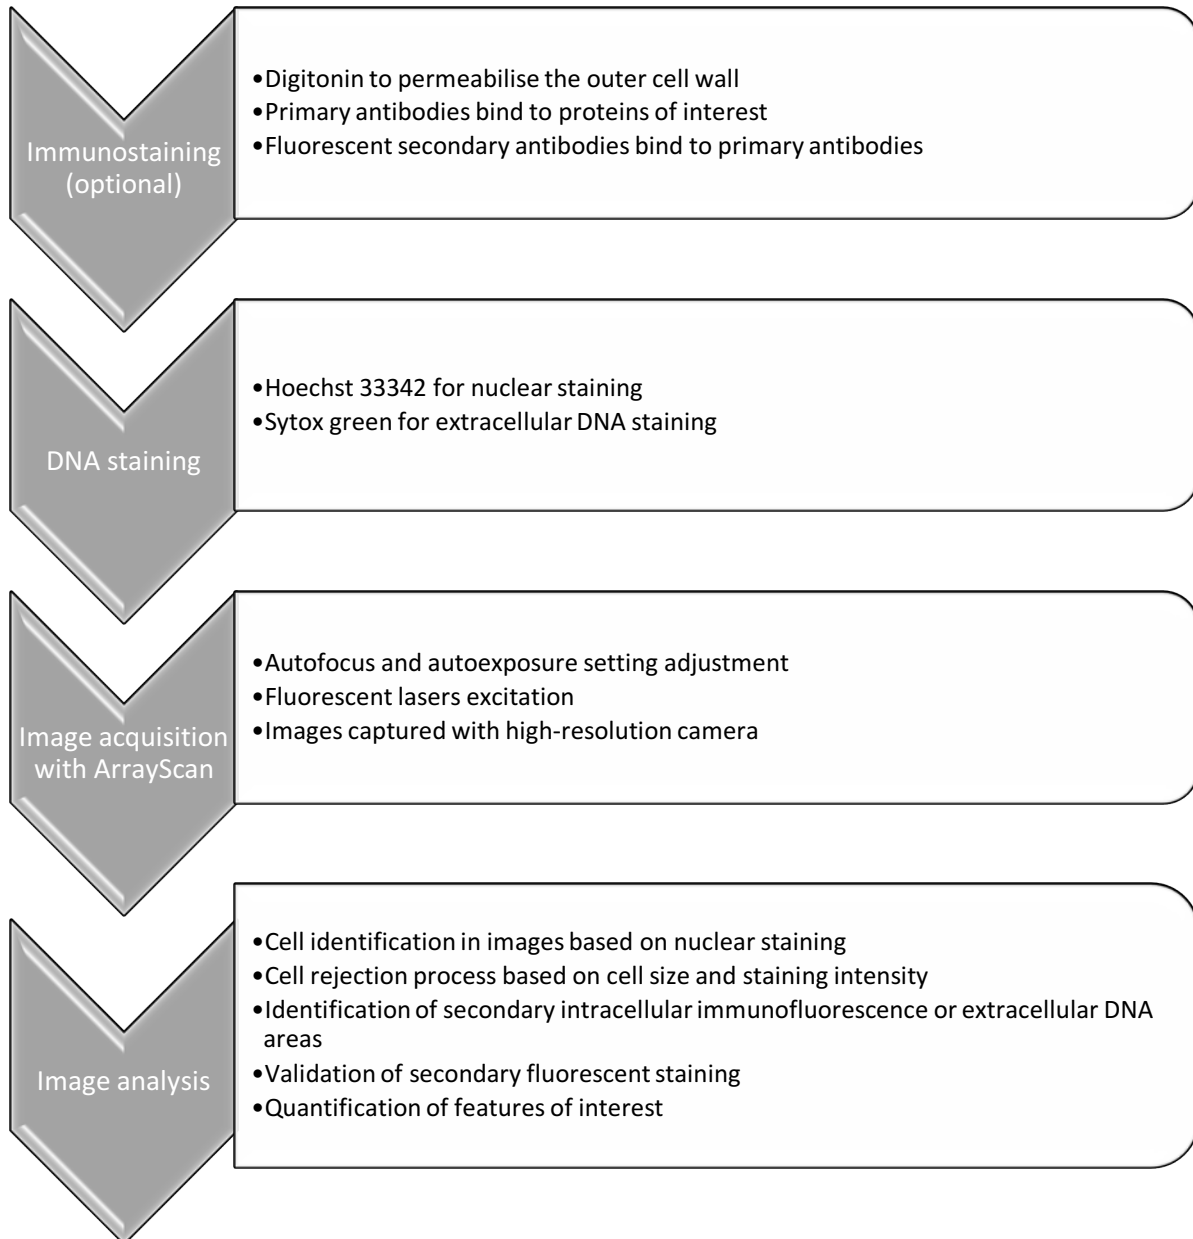 Immunostaining
(optional)
•Digitonin to permeabilise the outer cell wall
•Primary antibodies bind to proteins of interest
•Fluorescent secondary antibodies bind to primary antibodies
DNA staining
•Hoechst 33342 for nuclear staining
•Sytox green for extracellular DNA staining
Image acquisition
with ArrayScan
•Autofocus and autoexposure setting adjustment
•Fluorescent lasers excitation
•Images captured with high-resolution camera
Image analysis
•Cell identification in images based on nuclear staining
•Cell rejection process based on cell size and staining intensity
•Identification of secondary intracellular immunofluorescence or extracellular DNA
areas
•Validation of secondary fluorescent staining
•Quantification of features of interest